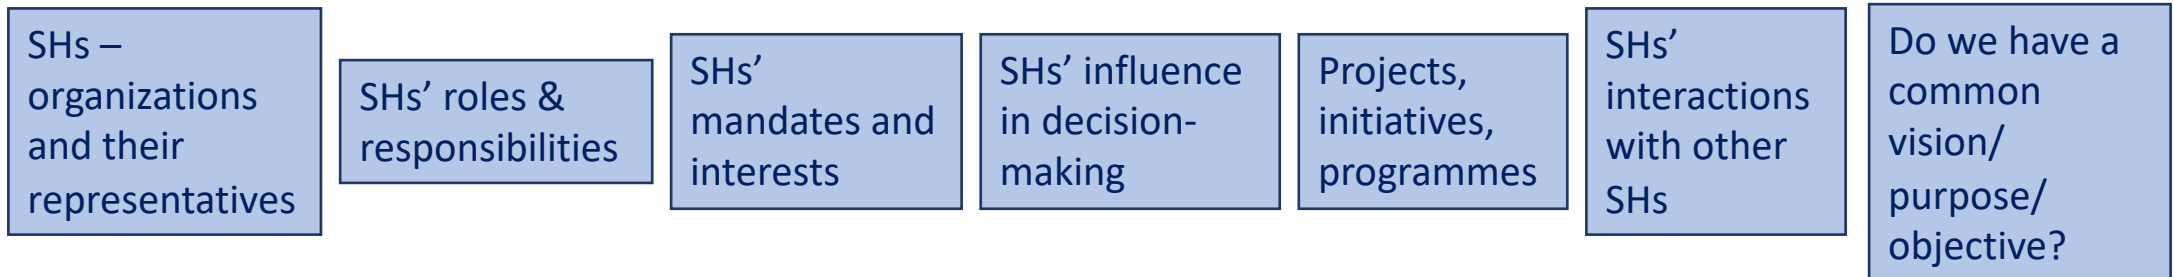 SHs –
organizations
and their
representatives
SHs’ roles &
responsibilities
SHs’
mandates and
interests
SHs’ influence
in decision-
making
Projects,
initiatives,
programmes
SHs’
interactions
with other
SHs
Do we have a
common
vision/
purpose/
objective?